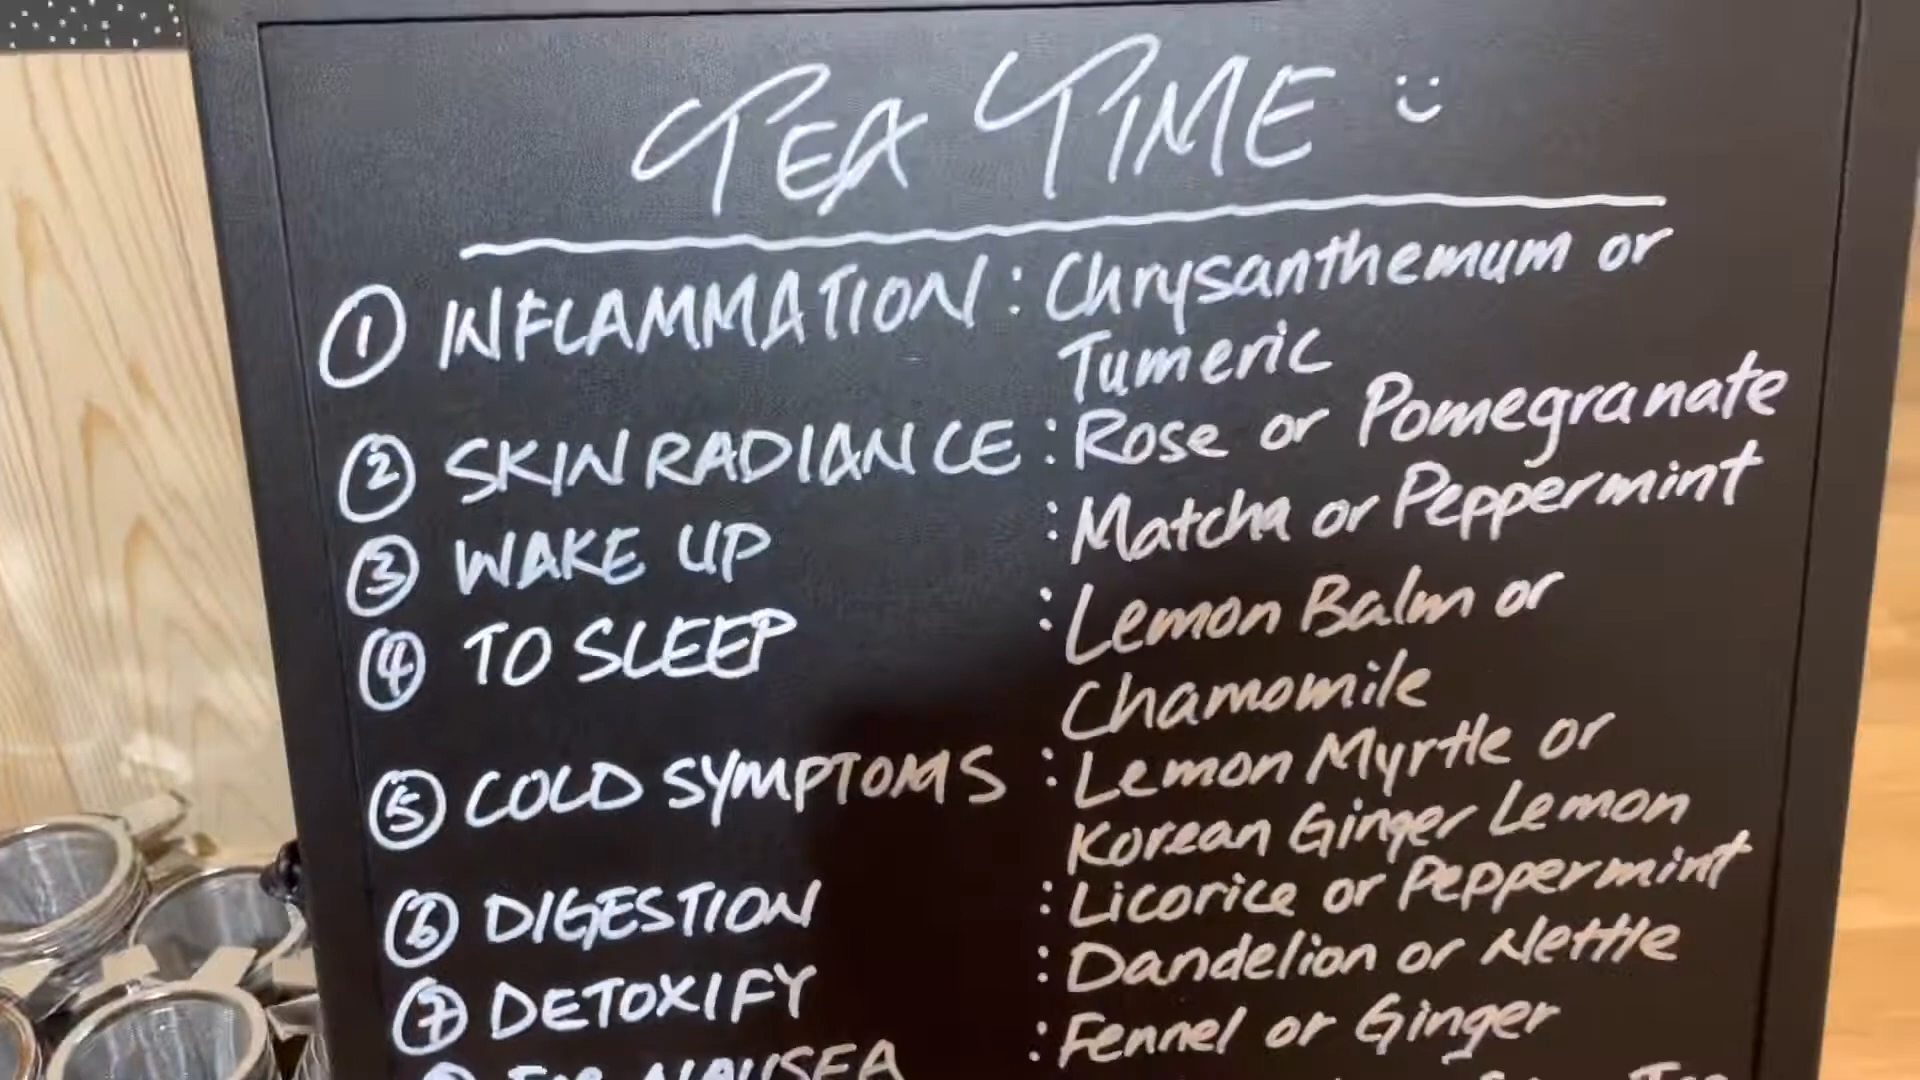 TEA TIME :)
① INFLAMMATION : Chrysanthemum or
Tumeric
② SKIN RADIANCE : Rose or Pomegranate
③ WAKE UP : Matcha or Peppermint
④ TO SLEEP : Lemon Balm or
Chamomile
⑤ COLD SYMPTOMS : Lemon Myrtle or
Korean Ginger Lemon
⑥ DIGESTION : Licorice or Peppermint
⑦ DETOXIFY : Dandelion or Nettle
NAUSEA : Fennel or Ginger